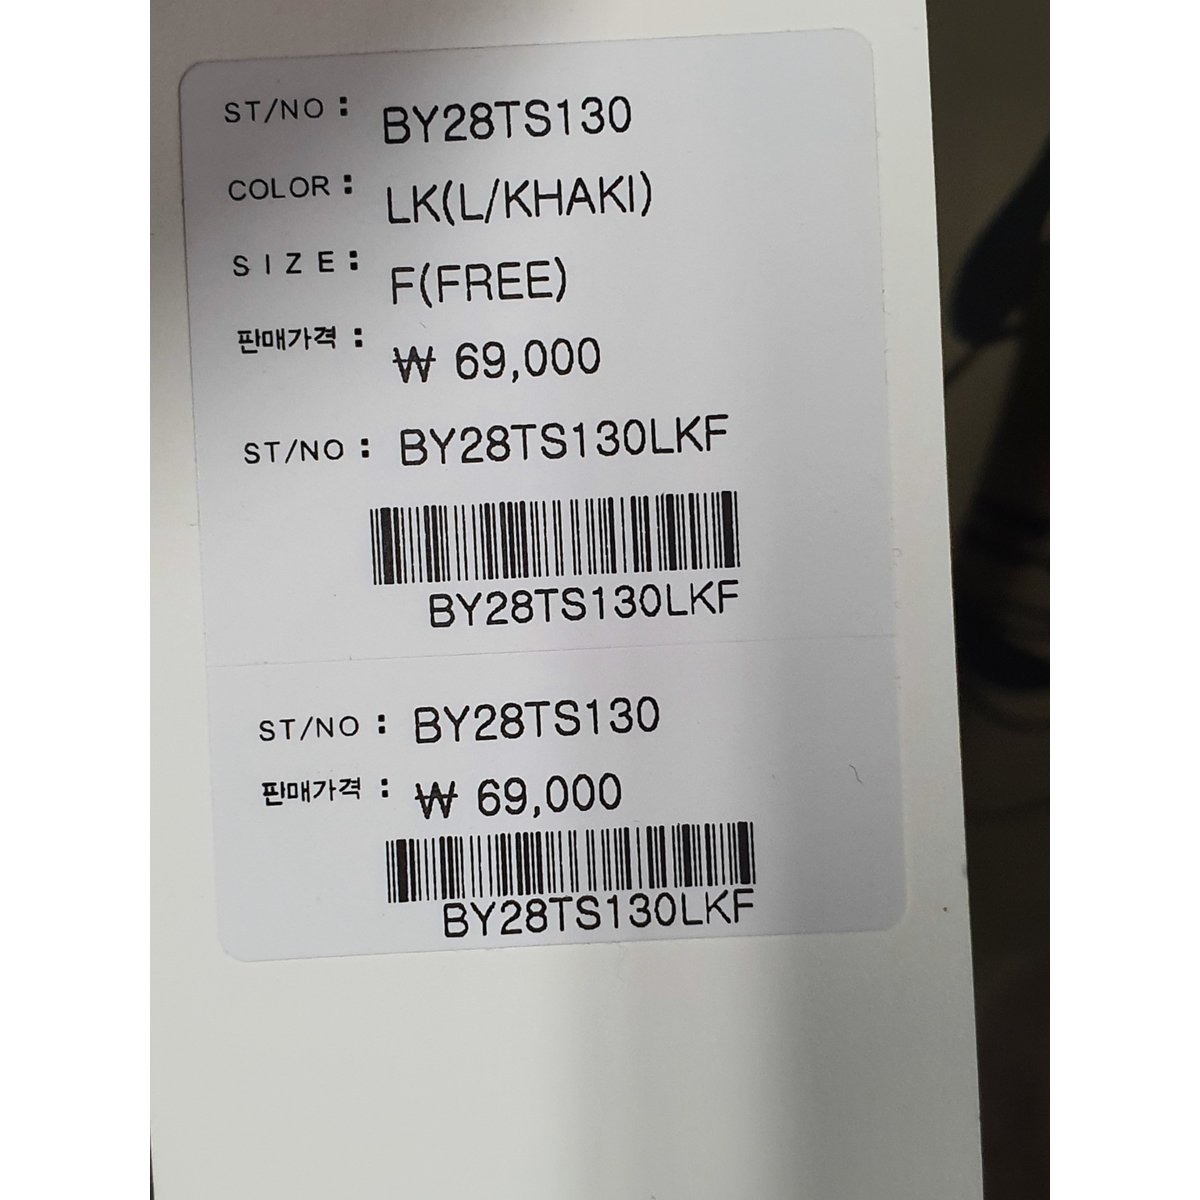 ST/NO : BY28TS130
COLOR : LK(L/KHAKI)
SIZE : F(FREE)
판매가격 : ₩ 69,000
ST/NO : BY28TS130LKF
BY28TS130LKF
ST/NO : BY28TS130
판매가격 : ₩ 69,000
BY28TS130LKF